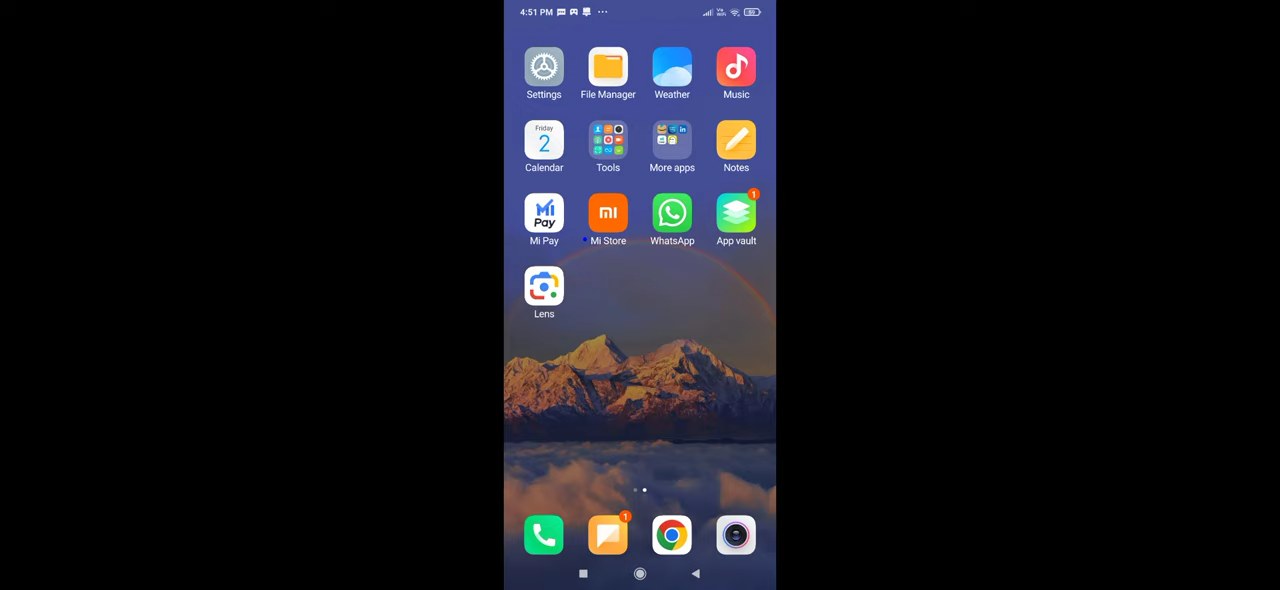 4:51 PM
Settings File Manager Weather Music
Friday
2
Calendar Tools More apps Notes
Mi
Pay
mi
1
Mi Pay Mi Store WhatsApp App vault
Lens
1